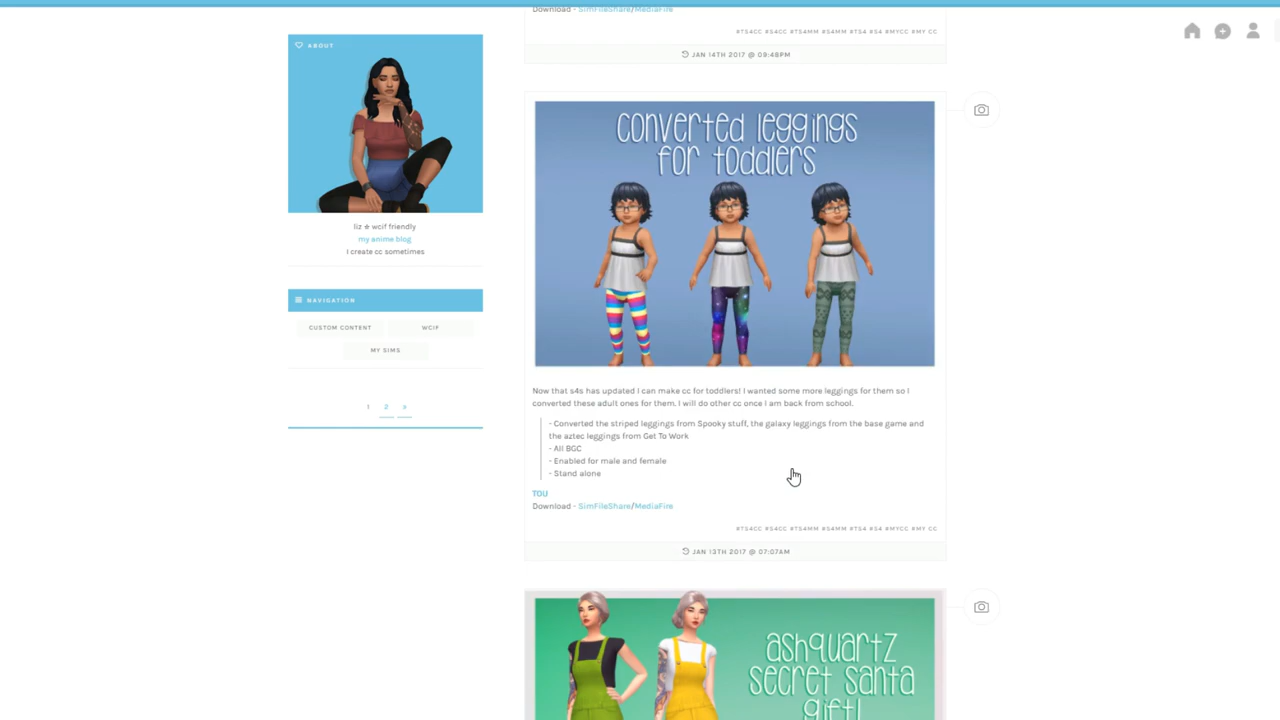 Download - SimFileShare/MediaFire
#TS4CC #S4CC #TS4MM #S4MM #TS4 #S4 #MYCC #MY CC
JAN 14TH 2017 @ 09:48PM
ABOUT
liz ☆ wcif friendly
my anime blog
I create cc sometimes
NAVIGATION
CUSTOM CONTENT WCIF
MY SIMS
1 2 »
converted leggings
for toddlers
Now that s4s has updated I can make cc for toddlers! I wanted some more leggings for them so I
converted these adult ones for them. I will do other cc once I am back from school.
- Converted the striped leggings from Spooky stuff, the galaxy leggings from the base game and
the aztec leggings from Get To Work
- All BGC
- Enabled for male and female
- Stand alone
TOU
Download - SimFileShare/MediaFire
#TS4CC #S4CC #TS4MM #S4MM #TS4 #S4 #MYCC #MY CC
JAN 13TH 2017 @ 07:07AM
ashquartz
secret santa
gift!